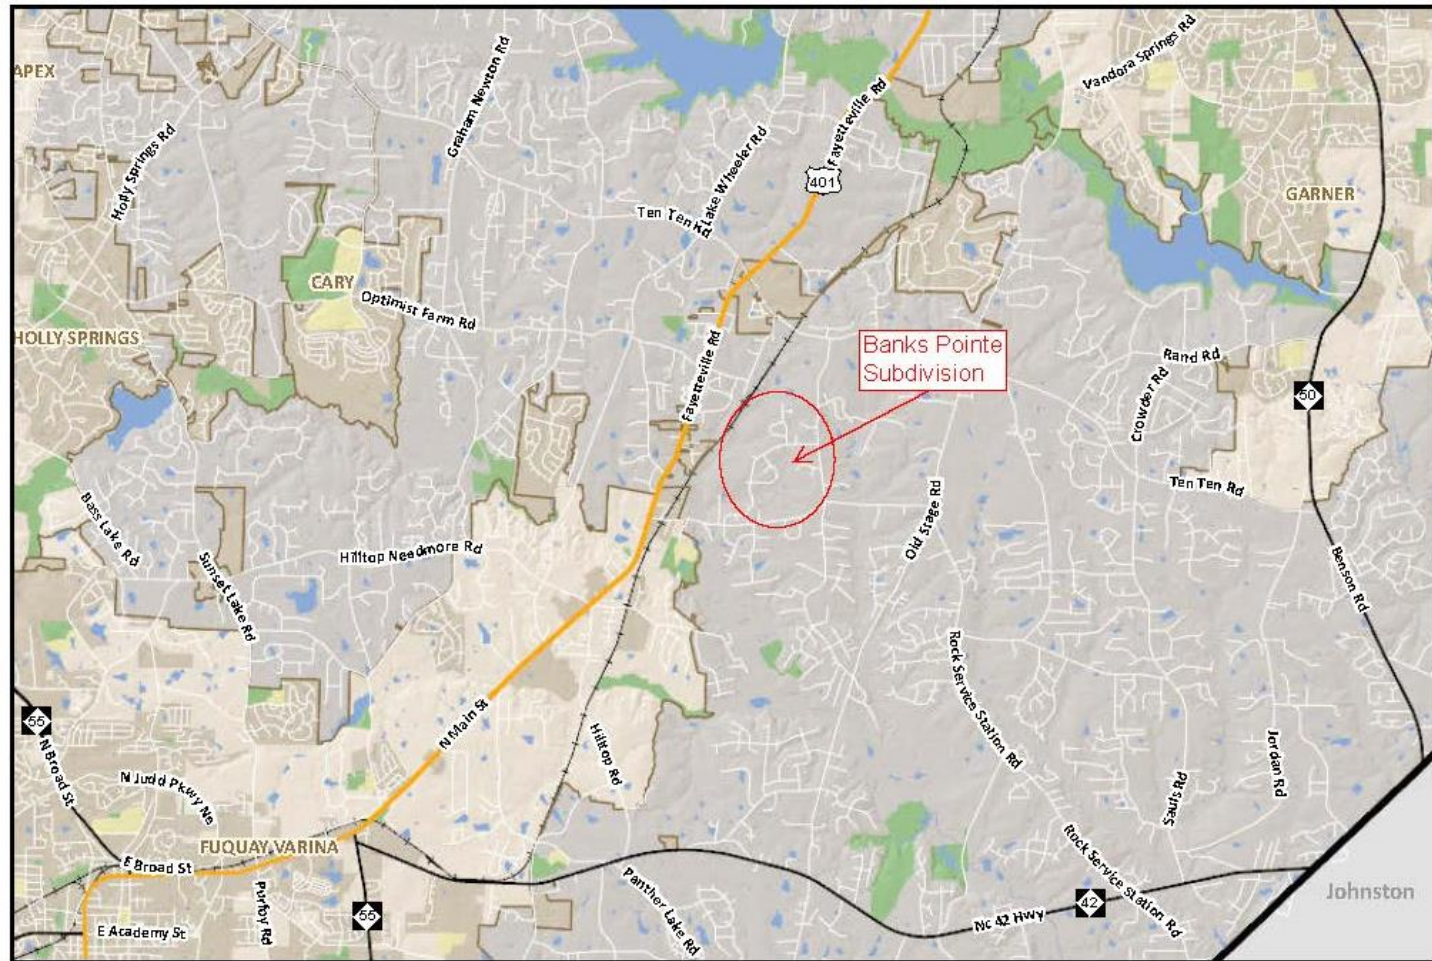 Vandora Springs Rd
APEX
Graham Newton Rd
Fayetteville Rd
Holly Springs Rd
Lake Wheeler Rd
401
GARNER
Ten Ten Rd
CARY
Optimist Farm Rd
HOLLY SPRINGS
Banks Pointe
Subdivision
Rand Rd
Fayetteville Rd
Crowder Rd
50
Ten Ten Rd
Bass Lake Rd
Old Stage Rd
Hilltop Needmore Rd
Sunset Lake Rd
Benson Rd
Rock Service Station Rd
55
N Main St
Hilltop Rd
Jordan Rd
N Broad St
N Judd Pkwy Ne
Sauls Rd
FUQUAY VARINA
E Broad St
Rock Service Station Rd
Johnston
Panther Lake Rd
Purfoy Rd
55
42
Nc 42 Hwy
E Academy St